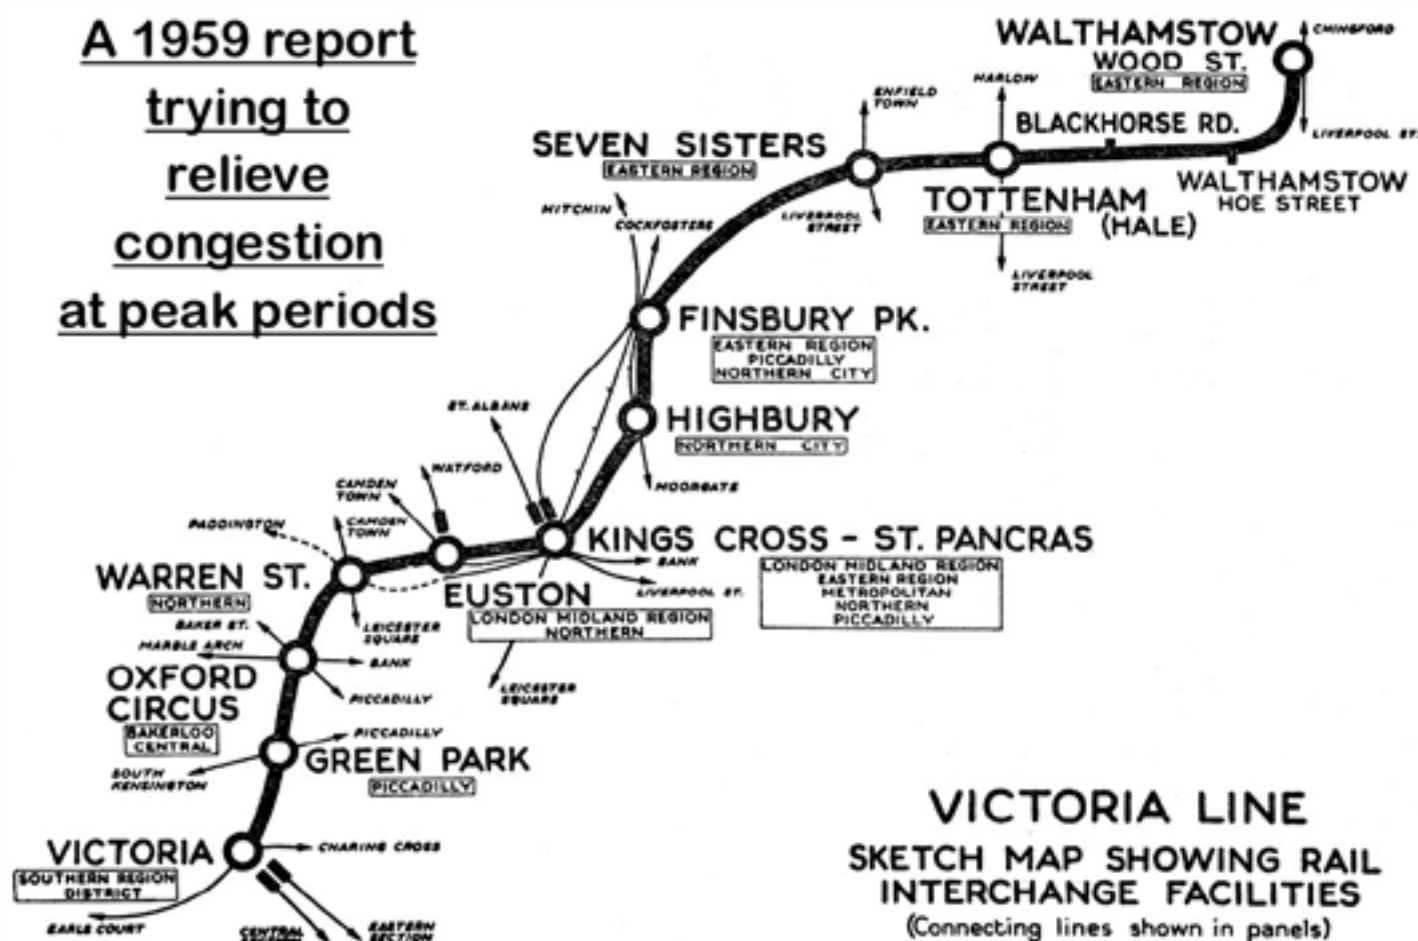 A 1959 report
trying to
relieve
congestion
at peak periods
WALTHAMSTOW
WOOD ST.
EASTERN REGION
CHINGFORD
LIVERPOOL ST.
HARLOW
ENFIELD
TOWN
BLACKHORSE RD.
SEVEN SISTERS
EASTERN REGION
WALTHAMSTOW
HOE STREET
TOTTENHAM
(HALE)
EASTERN REGION
LIVERPOOL
STREET
LIVERPOOL
STREET
HITCHIN
COCKFOSTERS
FINSBURY PK.
EASTERN REGION
PICCADILLY
NORTHERN CITY
HIGHBURY
NORTHERN CITY
MOORGATE
ST. ALBANS
WATFORD
CAMDEN
TOWN
CAMDEN
TOWN
PADDINGTON
KINGS CROSS - ST. PANCRAS
LONDON MIDLAND REGION
EASTERN REGION
METROPOLITAN
NORTHERN
PICCADILLY
BANK
LIVERPOOL ST.
WARREN ST.
NORTHERN
EUSTON
LONDON MIDLAND REGION
NORTHERN
LEICESTER
SQUARE
LEICESTER
SQUARE
BAKER ST.
MARBLE ARCH
BANK
PICCADILLY
OXFORD
CIRCUS
BAKERLOO
CENTRAL
PICCADILLY
GREEN PARK
PICCADILLY
SOUTH
KENSINGTON
VICTORIA
SOUTHERN REGION
DISTRICT
CHARING CROSS
EARLS COURT
CENTRAL
EASTERN
SECTION
VICTORIA LINE
SKETCH MAP SHOWING RAIL
INTERCHANGE FACILITIES
(Connecting lines shown in panels)